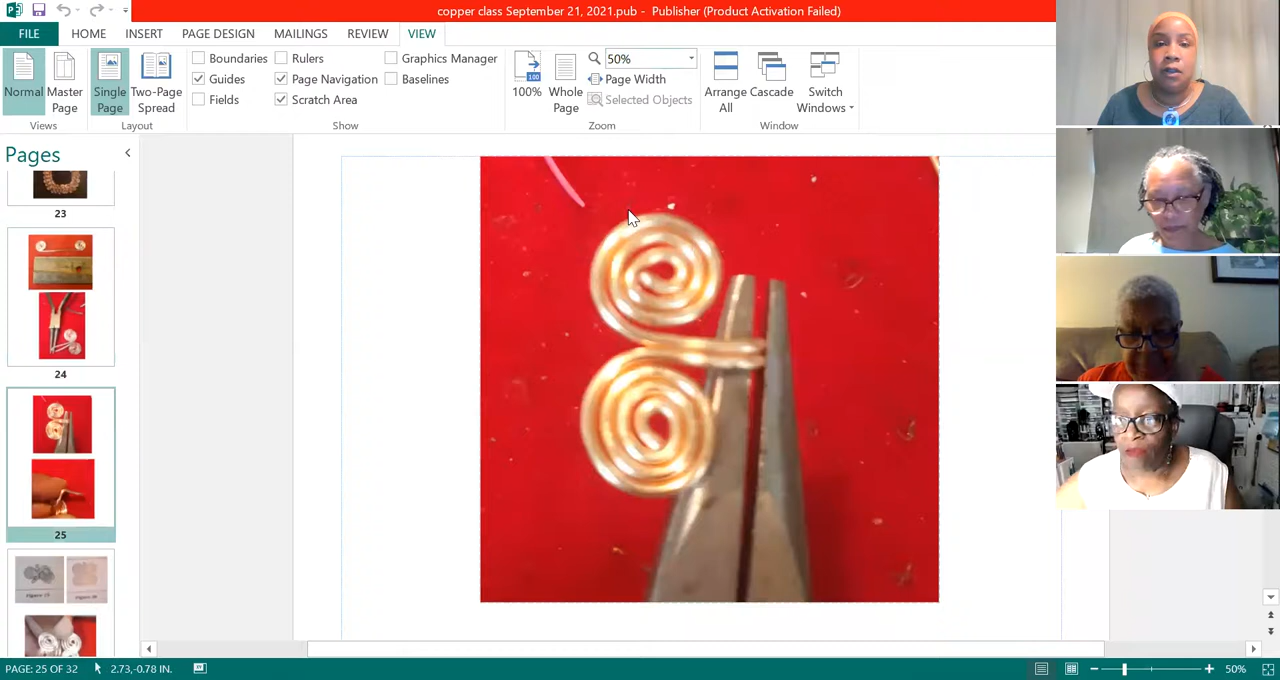 copper class September 21, 2021.pub - Publisher (Product Activation Failed)
FILE HOME INSERT PAGE DESIGN MAILINGS REVIEW VIEW
Boundaries Rulers Graphics Manager
Guides Page Navigation Baselines
Fields Scratch Area
Normal Master Page Single Page Two-Page Spread
50%
Page Width
Selected Objects
100% Whole Page
Arrange All Cascade Switch Windows
Views Layout Show Zoom Window
Pages
23
24
25
PAGE: 25 OF 32 2.73,-0.78 IN. 50%